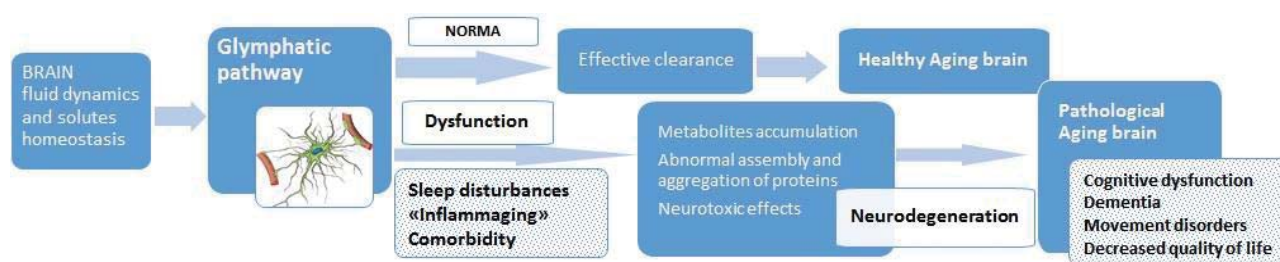 BRAIN
fluid dynamics
and solutes
homeostasis
Glymphatic
pathway
NORMA
Effective clearance
Healthy Aging brain
Dysfunction
Sleep disturbances
«Inflammaging»
Comorbidity
Metabolites accumulation
Abnormal assembly and
aggregation of proteins
Neurotoxic effects
Neurodegeneration
Pathological
Aging brain
Cognitive dysfunction
Dementia
Movement disorders
Decreased quality of life